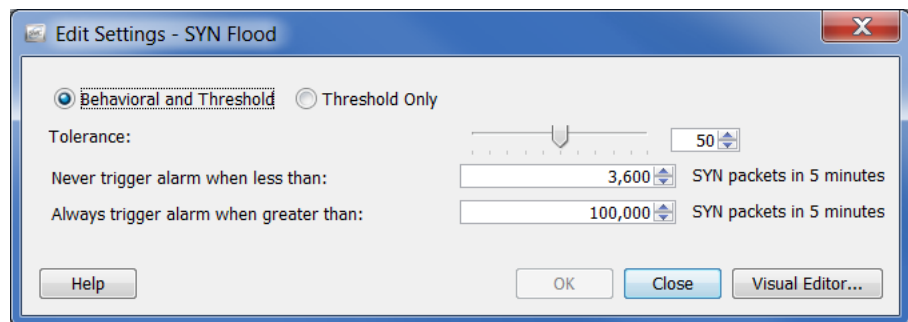 Edit Settings - SYN Flood
X
Behavioral and Threshold Threshold Only
Tolerance: 50
Never trigger alarm when less than: 3,600 SYN packets in 5 minutes
Always trigger alarm when greater than: 100,000 SYN packets in 5 minutes
Help OK Close Visual Editor...